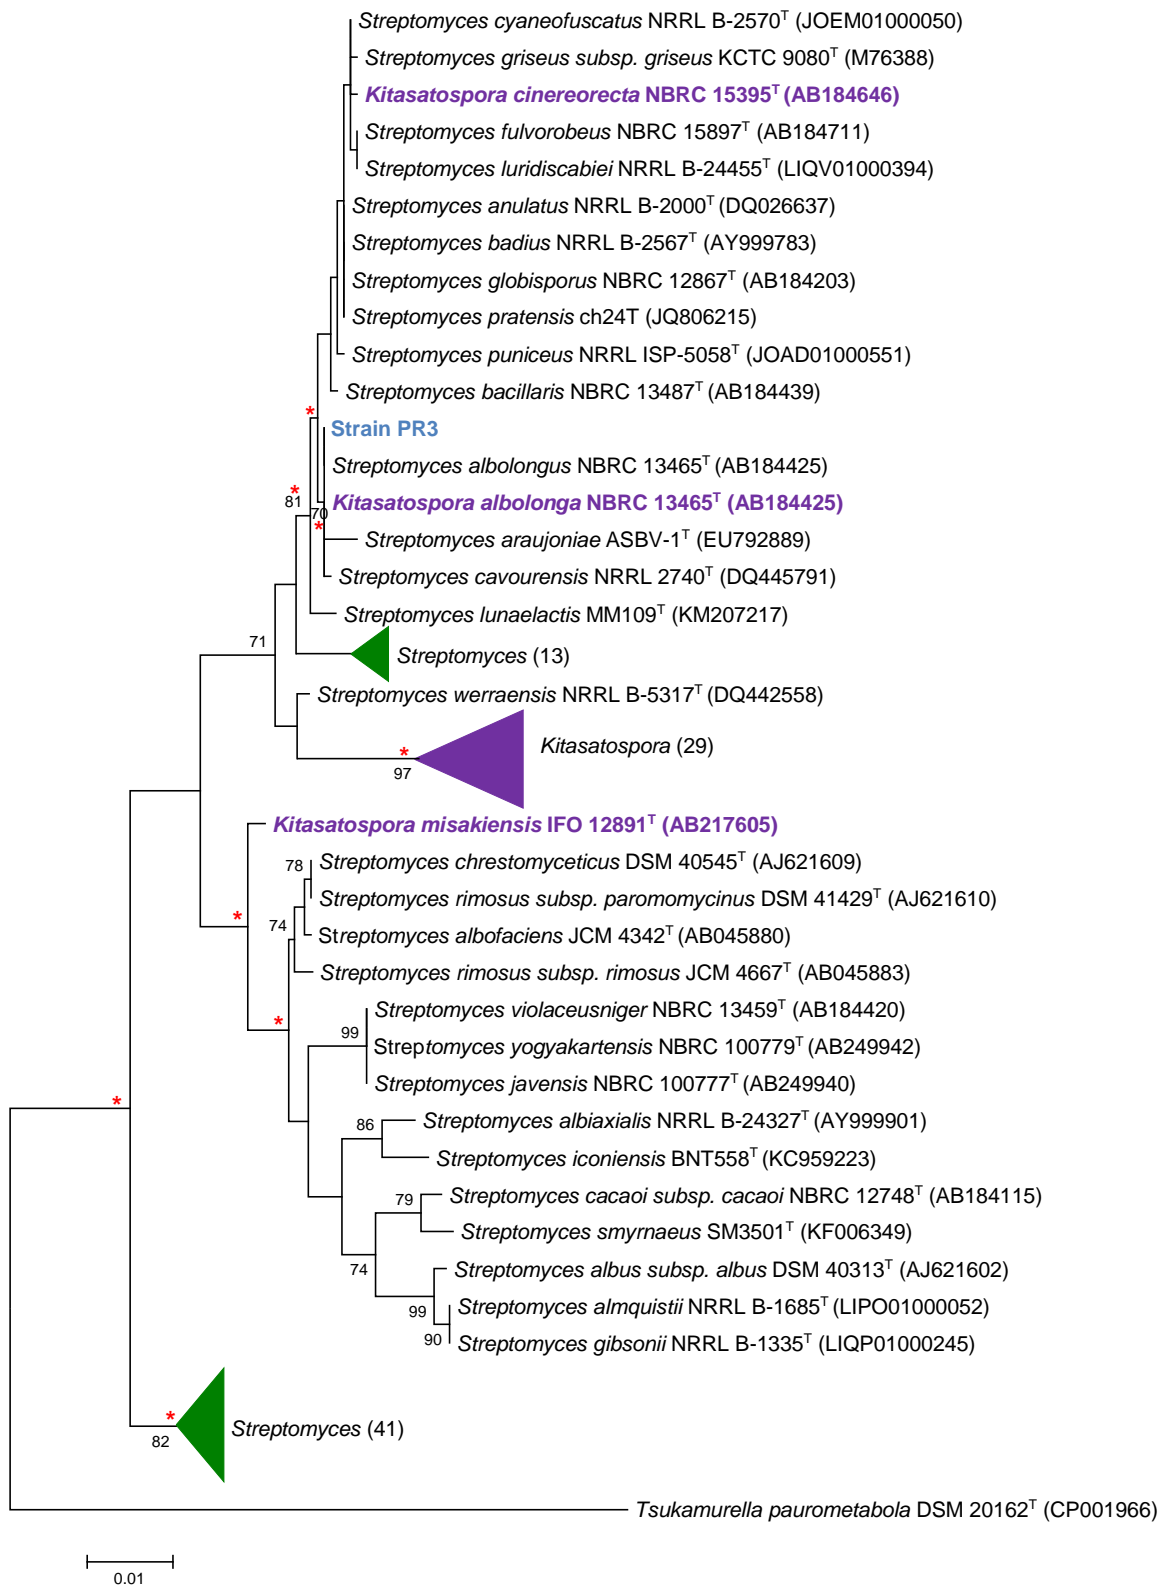 Streptomyces cyaneofuscatus NRRL B-2570T (JOEM01000050)
Streptomyces griseus subsp. griseus KCTC 9080T (M76388)
Kitasatospora cinereorecta NBRC 15395T (AB184646)
Streptomyces fulvorobeus NBRC 15897T (AB184711)
Streptomyces luridiscabiei NRRL B-24455T (LIQV01000394)
Streptomyces anulatus NRRL B-2000T (DQ026637)
Streptomyces badius NRRL B-2567T (AY999783)
Streptomyces globisporus NBRC 12867T (AB184203)
Streptomyces pratensis ch24T (JQ806215)
Streptomyces puniceus NRRL ISP-5058T (JOAD01000551)
Streptomyces bacillaris NBRC 13487T (AB184439)
*
Strain PR3
Streptomyces albolongus NBRC 13465T (AB184425)
*
81
Kitasatospora albolonga NBRC 13465T (AB184425)
70
*
Streptomyces araujoniae ASBV-1T (EU792889)
Streptomyces cavourensis NRRL 2740T (DQ445791)
Streptomyces lunaelactis MM109T (KM207217)
71
Streptomyces (13)
Streptomyces werraensis NRRL B-5317T (DQ442558)
Kitasatospora (29)
*
97
Kitasatospora misakiensis IFO 12891T (AB217605)
78
Streptomyces chrestomyceticus DSM 40545T (AJ621609)
Streptomyces rimosus subsp. paromomycinus DSM 41429T (AJ621610)
*
74
Streptomyces albofaciens JCM 4342T (AB045880)
Streptomyces rimosus subsp. rimosus JCM 4667T (AB045883)
*
Streptomyces violaceusniger NBRC 13459T (AB184420)
99
Streptomyces yogyakartensis NBRC 100779T (AB249942)
Streptomyces javensis NBRC 100777T (AB249940)
*
Streptomyces albiaxialis NRRL B-24327T (AY999901)
86
Streptomyces iconiensis BNT558T (KC959223)
79
Streptomyces cacaoi subsp. cacaoi NBRC 12748T (AB184115)
Streptomyces smyrnaeus SM3501T (KF006349)
74
Streptomyces albus subsp. albus DSM 40313T (AJ621602)
99
Streptomyces almquistii NRRL B-1685T (LIPO01000052)
90
Streptomyces gibsonii NRRL B-1335T (LIQP01000245)
*
82
Streptomyces (41)
Tsukamurella paurometabola DSM 20162T (CP001966)
0.01